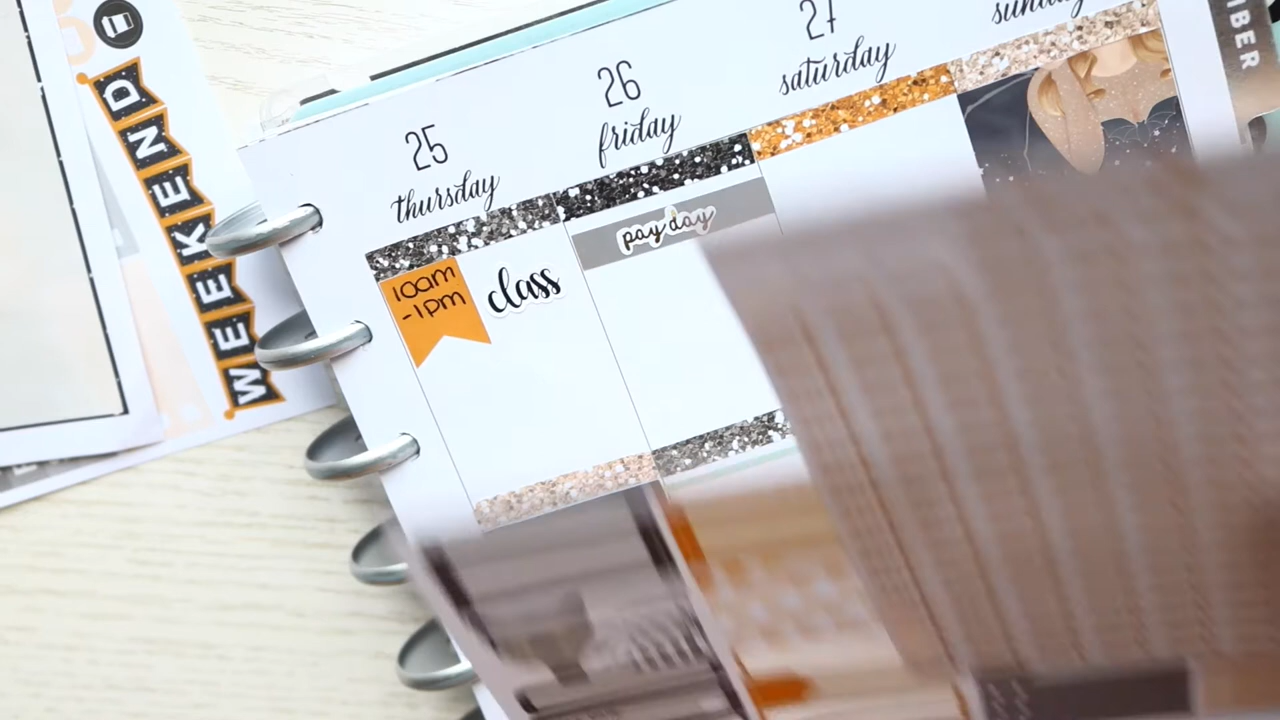 WEEKEND
25
thursday
26
friday
27
saturday
sunday
10am
-1pm
class
pay day